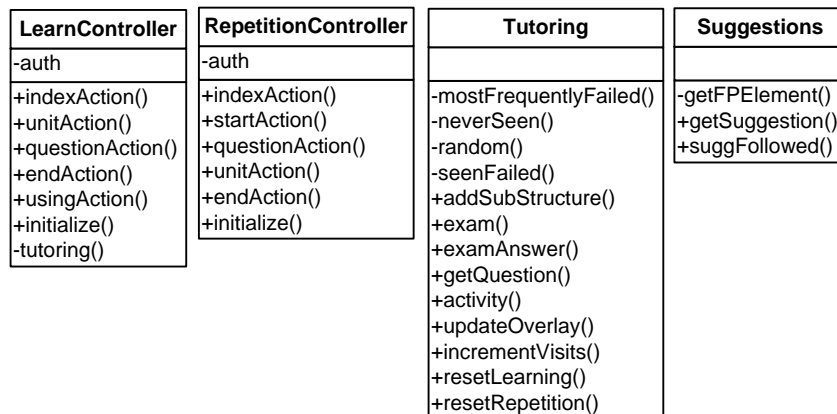 LearnController
-auth
+indexAction()
+unitAction()
+questionAction()
+endAction()
+usingAction()
+initialize()
-tutoring()
RepetitionController
-auth
+indexAction()
+startAction()
+questionAction()
+unitAction()
+endAction()
+initialize()
Tutoring
-mostFrequentlyFailed()
-neverSeen()
-random()
-seenFailed()
+addSubStructure()
+exam()
+examAnswer()
+getQuestion()
+activity()
+updateOverlay()
+incrementVisits()
+resetLearning()
+resetRepetition()
Suggestions
-getFPElement()
+getSuggestion()
+suggFollowed()